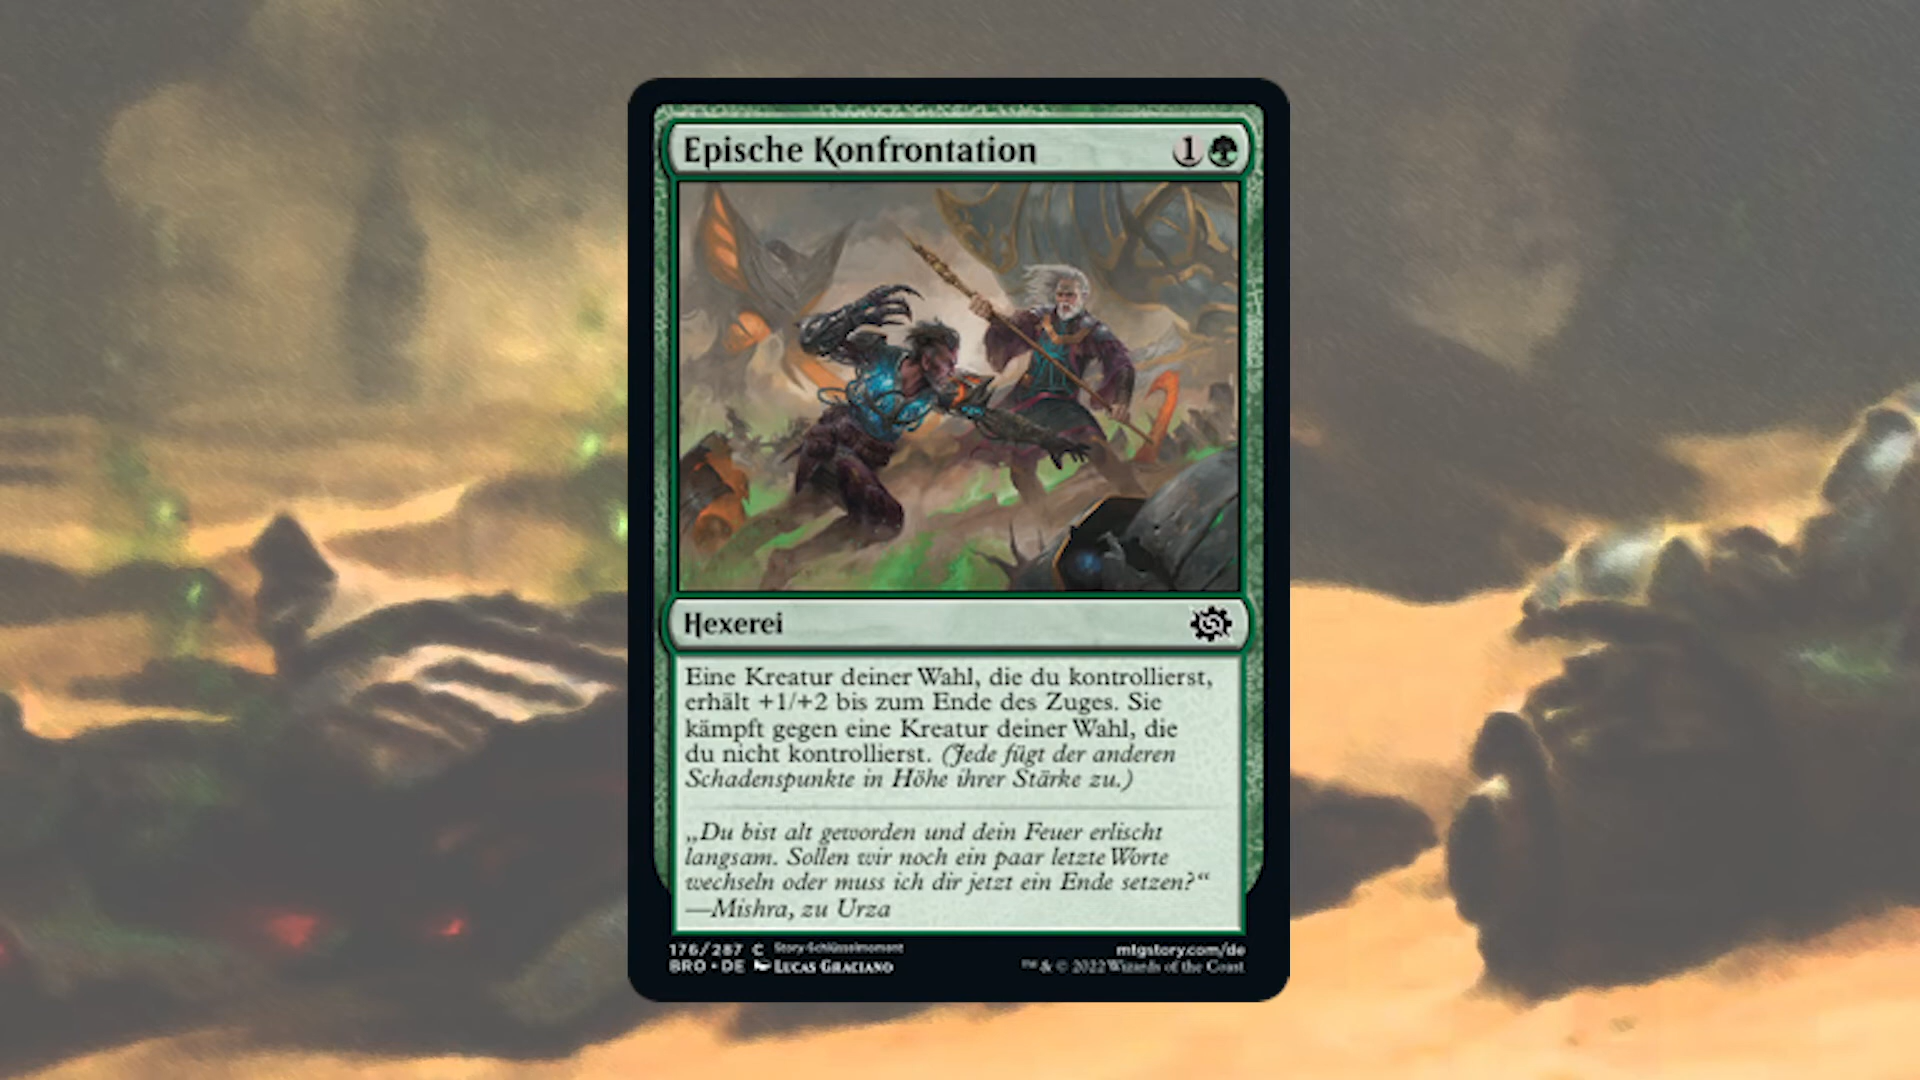 Epische Konfrontation 1
Hexerei
Eine Kreatur deiner Wahl, die du kontrollierst,
erhält +1/+2 bis zum Ende des Zuges. Sie
kämpft gegen eine Kreatur deiner Wahl, die
du nicht kontrollierst. (Jede fügt der anderen
Schadenspunkte in Höhe ihrer Stärke zu.)
„Du bist alt geworden und dein Feuer erlischt
langsam. Sollen wir noch ein paar letzte Worte
wechseln oder muss ich dir jetzt ein Ende setzen?“
—Mishra, zu Urza
176/287 C Story-Schlüsselmoment
mtgstory.com/de
BRO • DE Lucas Graciano
™ & © 2022 Wizards of the Coast